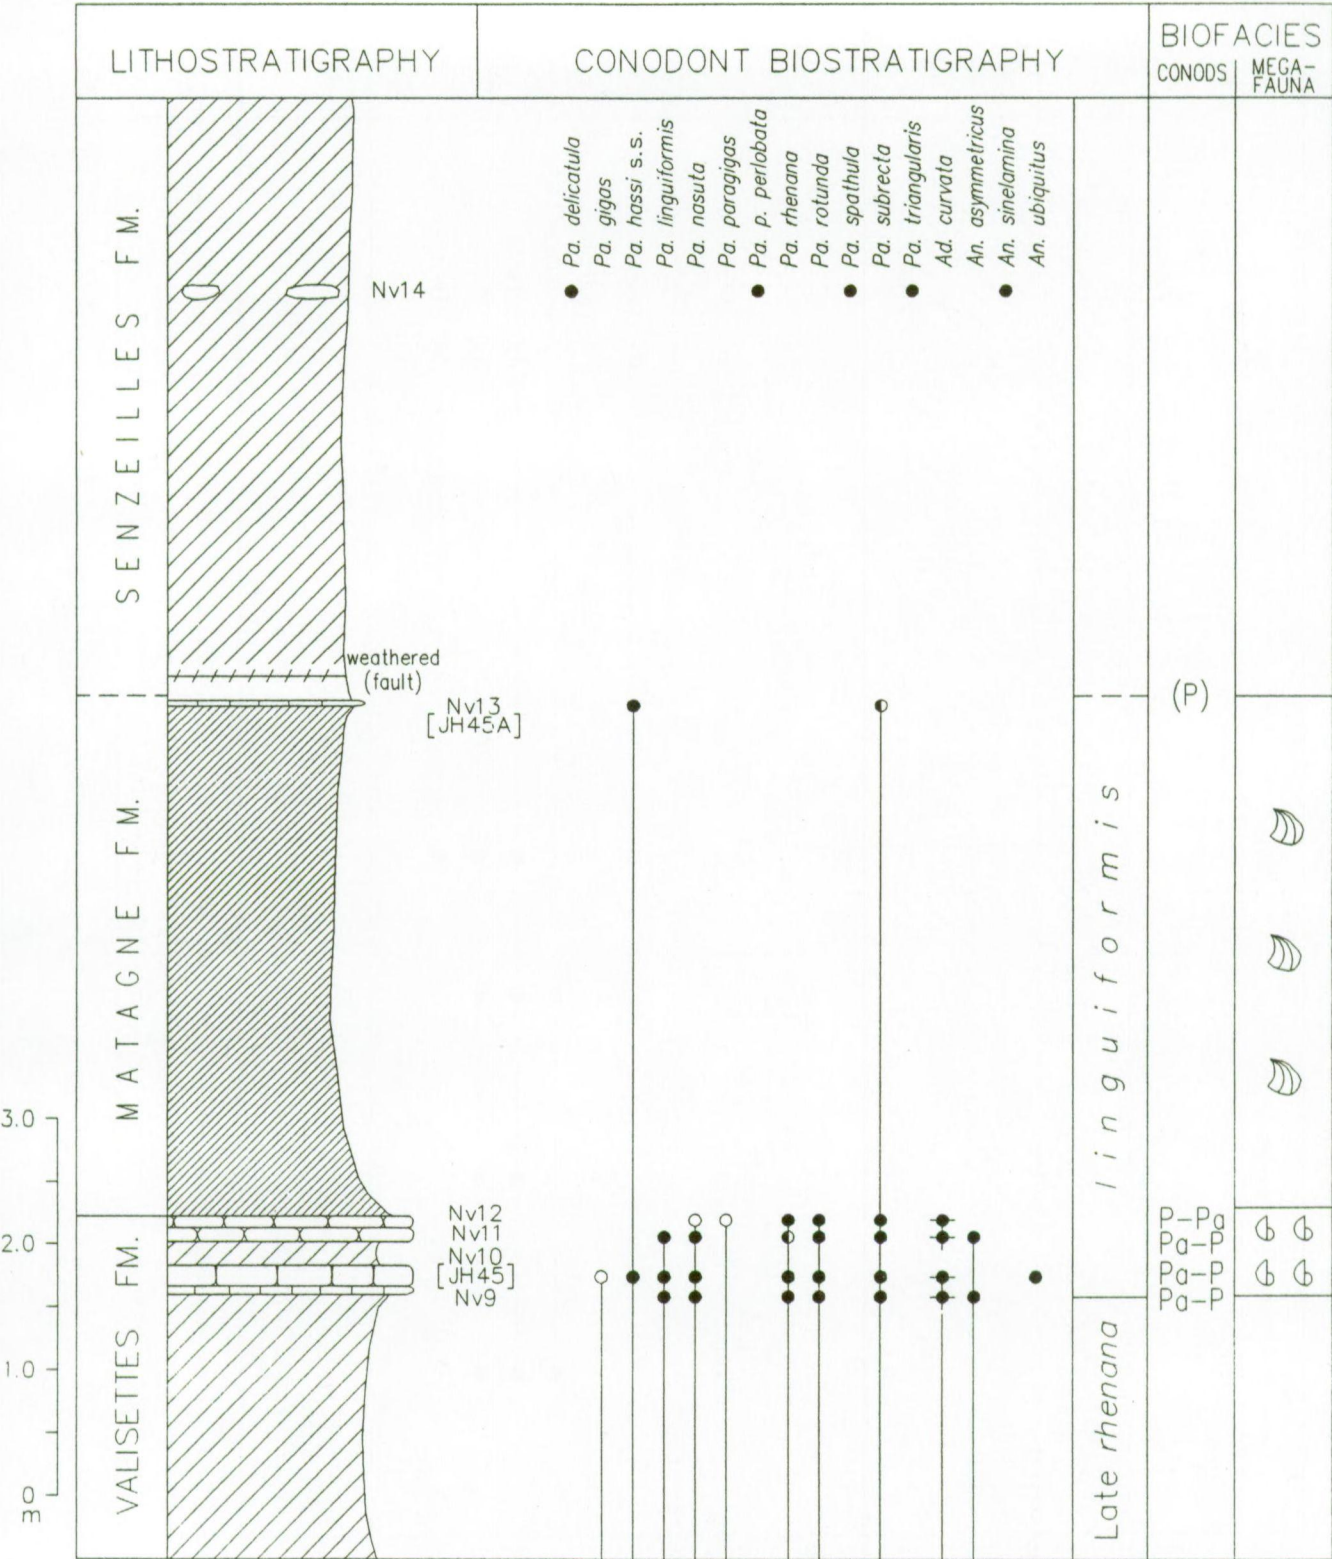 LITHOSTRATIGRAPHY
CONODONT BIOSTRATIGRAPHY
BIOFACIES
CONODS
MEGA-
FAUNA
Pa. delicatula
Pa. gigas
Pa. hassi s.s.
Pa. linguiformis
Pa. nasuta
Pa. paragigas
Pa. p. perlobata
Pa. rhenana
Pa. rotunda
Pa. spathula
Pa. subrecta
Pa. triangularis
Ad. curvata
An. asymmetricus
An. sinelamina
An. ubiquitus
SENZEILLES FM.
Nv14
weathered
(fault)
Nv13
[JH45A]
(P)
MATAGNE FM.
linguiformis
3.0
Nv12
P-Pa
Nv11
Pa-P
2.0
Nv10
[JH45]
Pa-P
Nv9
Pa-P
VALISETTES FM.
Late rhenana
1.0
0
m